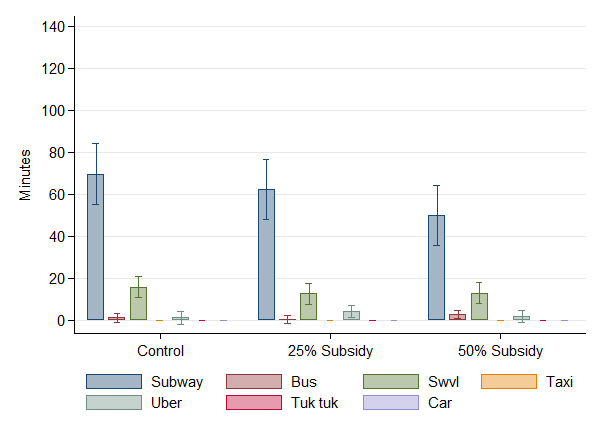 140
120
100
80
60
40
20
0
Minutes
Control 25% Subsidy 50% Subsidy
Subway Bus Swvl Taxi
Uber Tuk tuk Car